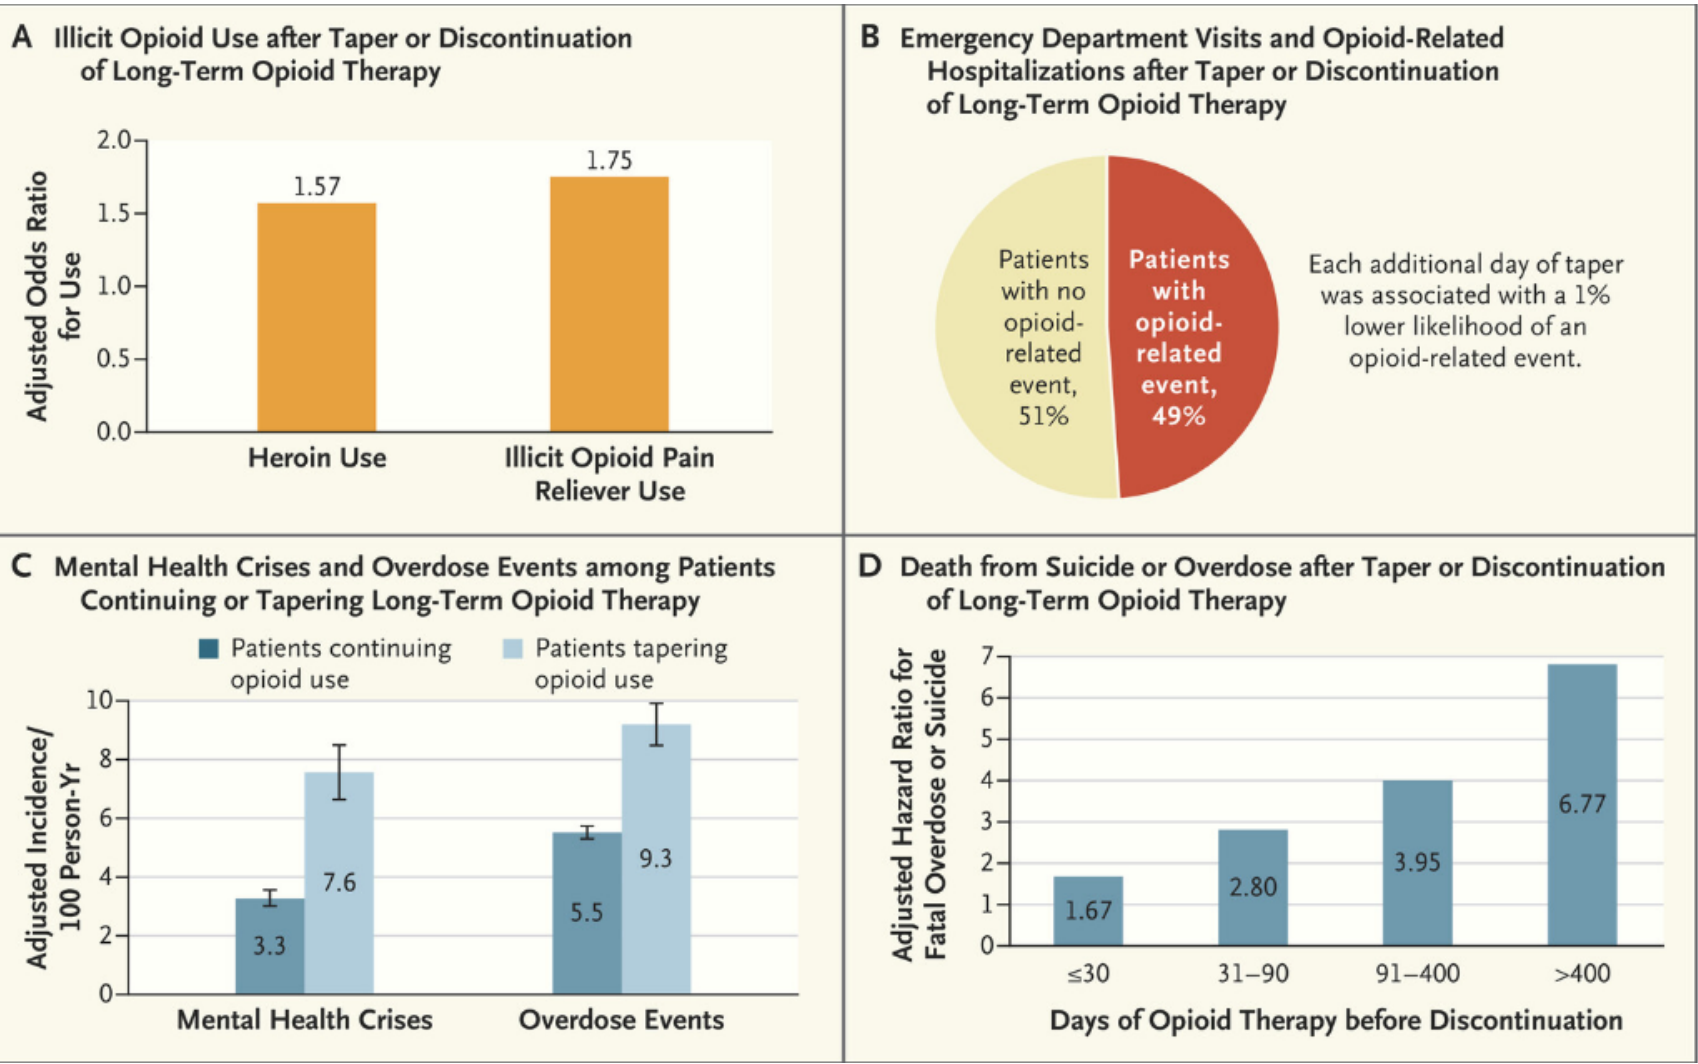 A Illicit Opioid Use after Taper or Discontinuation
of Long-Term Opioid Therapy
Adjusted Odds Ratio
for Use
2.0
1.5
1.0
0.5
0.0
1.57
1.75
Heroin Use
Illicit Opioid Pain
Reliever Use
B Emergency Department Visits and Opioid-Related
Hospitalizations after Taper or Discontinuation
of Long-Term Opioid Therapy
Patients
with no
opioid-
related
event,
51%
Patients
with
opioid-
related
event,
49%
Each additional day of taper
was associated with a 1%
lower likelihood of an
opioid-related event.
C Mental Health Crises and Overdose Events among Patients
Continuing or Tapering Long-Term Opioid Therapy
Patients continuing
opioid use
Patients tapering
opioid use
Adjusted Incidence/
100 Person-Yr
10
8
6
4
2
0
3.3
7.6
5.5
9.3
Mental Health Crises
Overdose Events
D Death from Suicide or Overdose after Taper or Discontinuation
of Long-Term Opioid Therapy
Adjusted Hazard Ratio for
Fatal Overdose or Suicide
7
6
5
4
3
2
1
0
1.67
2.80
3.95
6.77
≤30
31–90
91–400
>400
Days of Opioid Therapy before Discontinuation